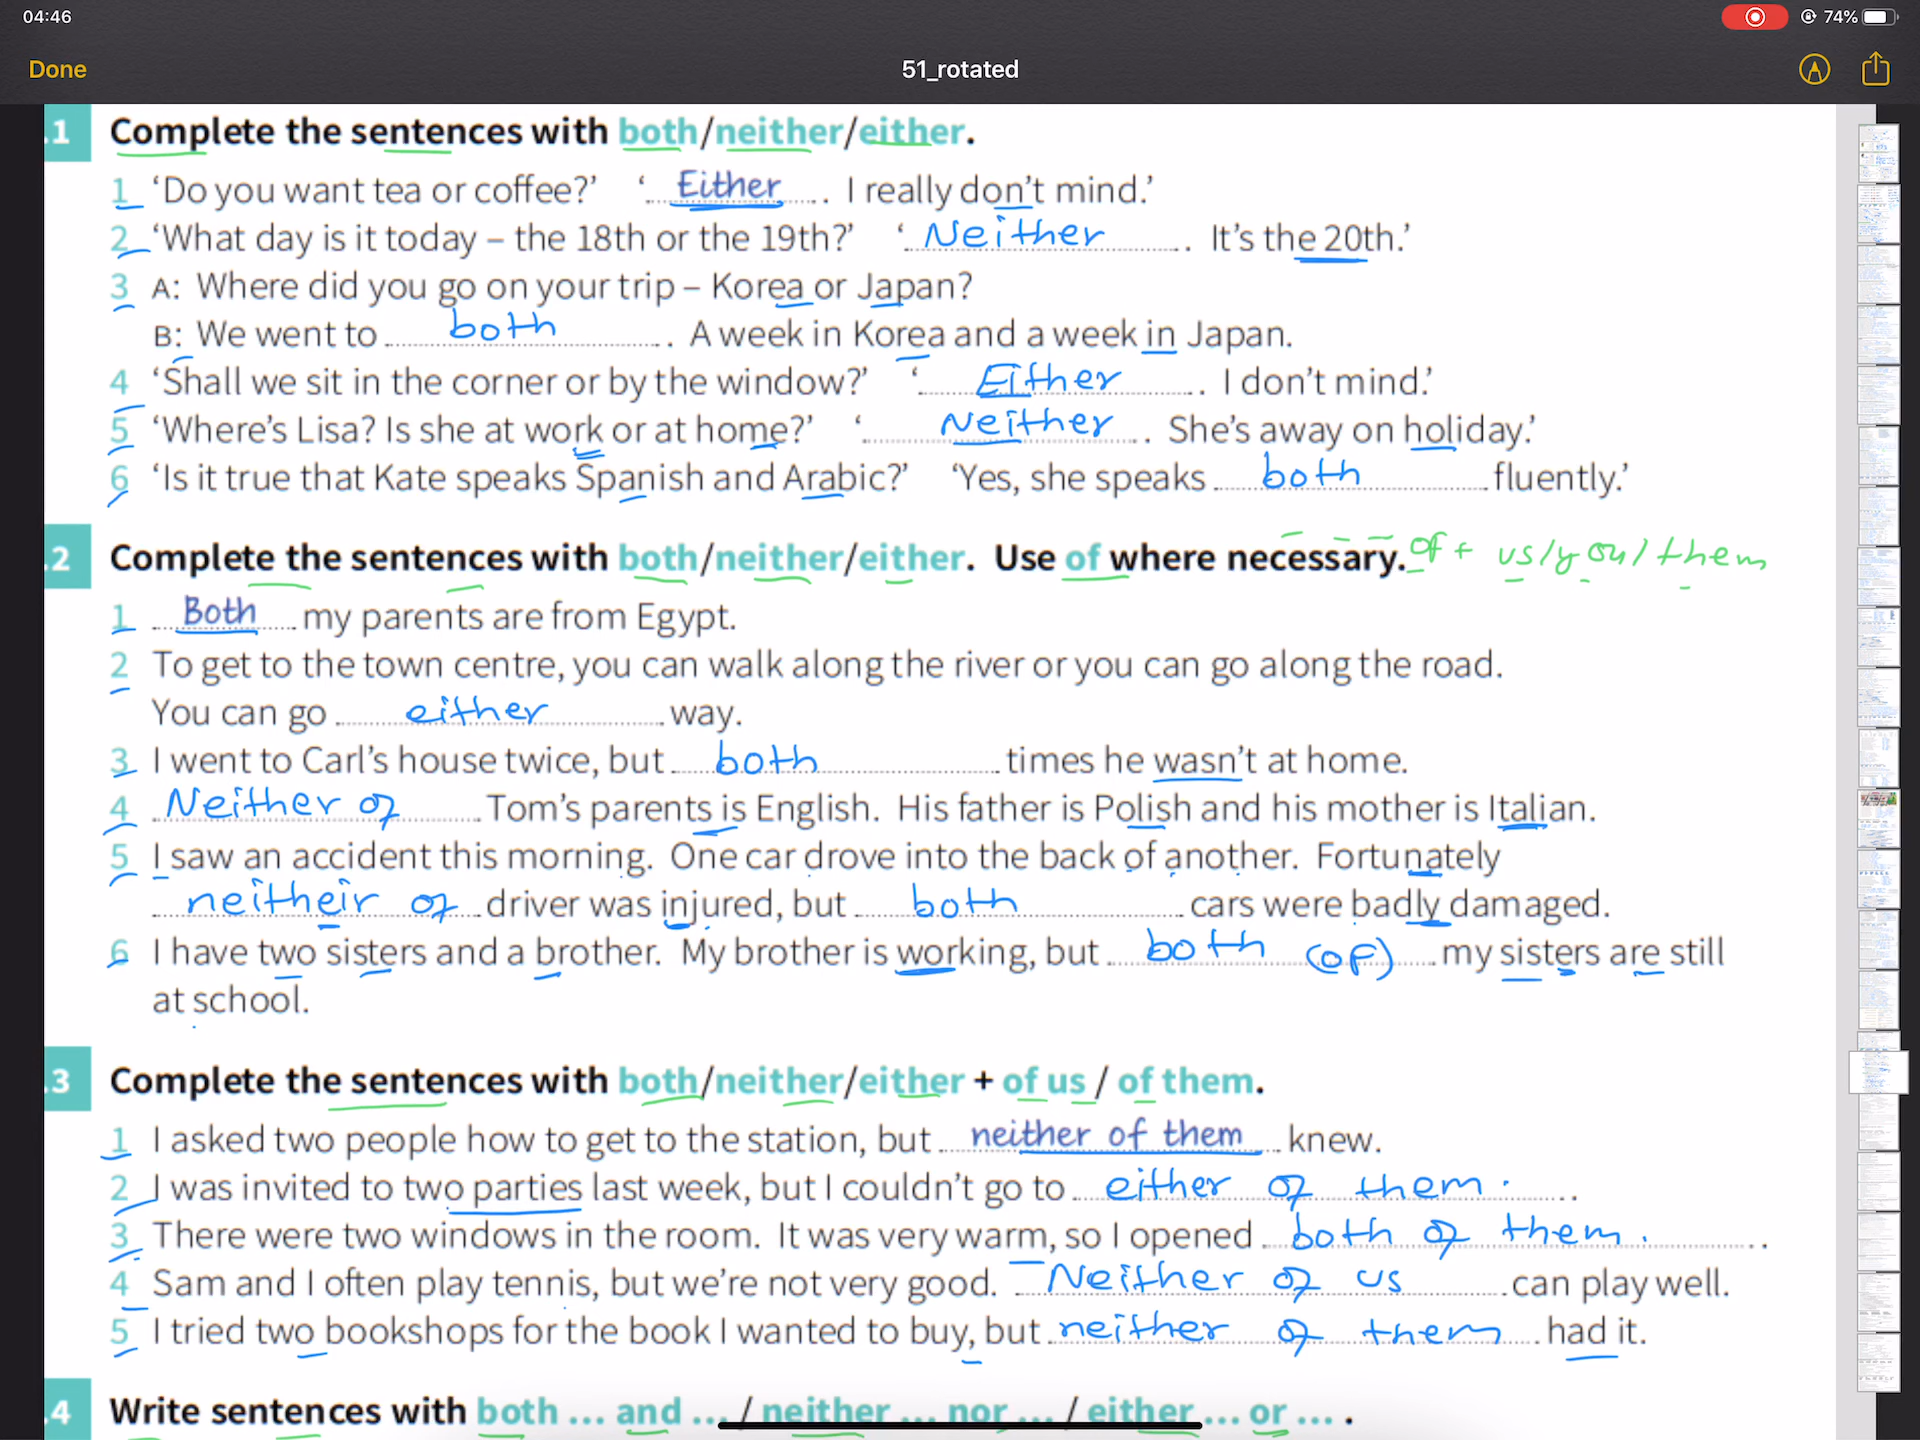 04:46
74%
Done
51_rotated
.1 Complete the sentences with both/neither/either.
1 ‘Do you want tea or coffee?’ ‘ Either . I really don’t mind.’
2 ‘What day is it today – the 18th or the 19th?’ ‘ Neither . It’s the 20th.’
3 A: Where did you go on your trip – Korea or Japan?
B: We went to both . A week in Korea and a week in Japan.
4 ‘Shall we sit in the corner or by the window?’ ‘ Either . I don’t mind.’
5 ‘Where’s Lisa? Is she at work or at home?’ ‘ Neither . She’s away on holiday.’
6 ‘Is it true that Kate speaks Spanish and Arabic?’ ‘Yes, she speaks both fluently.’
.2 Complete the sentences with both/neither/either. Use of where necessary. of + us/you/them
1 Both my parents are from Egypt.
2 To get to the town centre, you can walk along the river or you can go along the road.
You can go either way.
3 I went to Carl’s house twice, but both times he wasn’t at home.
4 Neither of Tom’s parents is English. His father is Polish and his mother is Italian.
5 I saw an accident this morning. One car drove into the back of another. Fortunately
neitheir of driver was injured, but both cars were badly damaged.
6 I have two sisters and a brother. My brother is working, but both (of) my sisters are still
at school.
.3 Complete the sentences with both/neither/either + of us / of them.
1 I asked two people how to get to the station, but neither of them knew.
2 I was invited to two parties last week, but I couldn’t go to either of them.
3 There were two windows in the room. It was very warm, so I opened both of them.
4 Sam and I often play tennis, but we’re not very good. Neither of us can play well.
5 I tried two bookshops for the book I wanted to buy, but neither of them had it.
.4 Write sentences with both ... and ... / neither ... nor ... / either ... or ... .